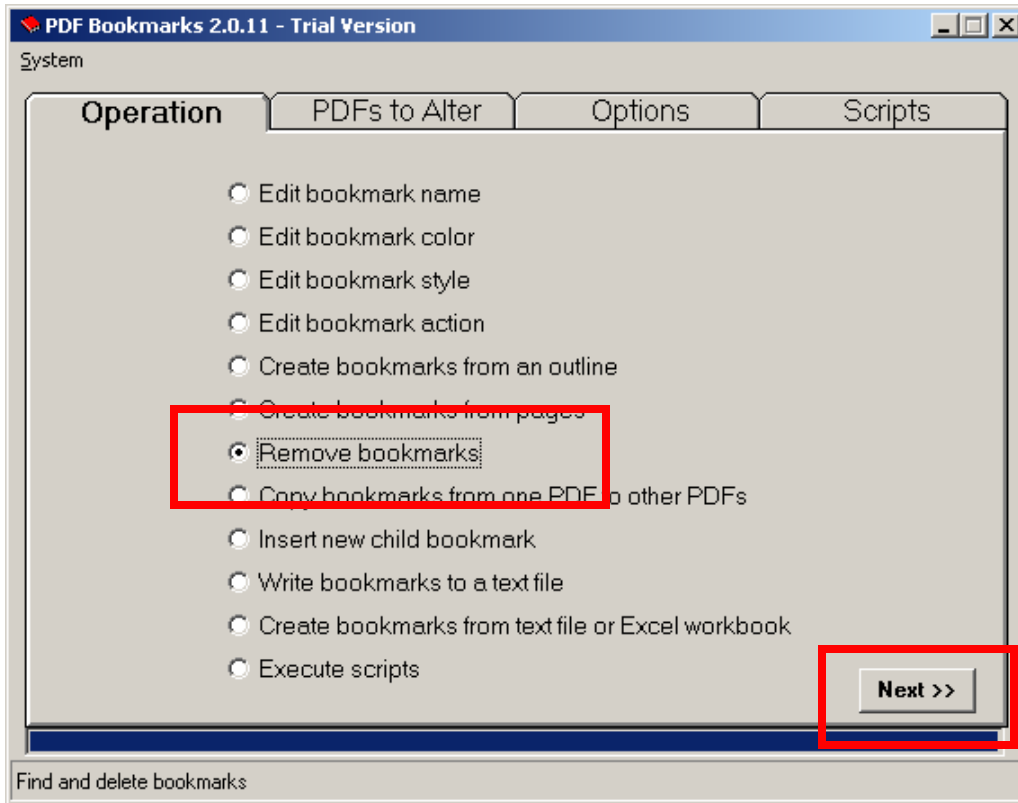 PDF Bookmarks 2.0.11 - Trial Version
System
Operation PDFs to Alter Options Scripts
Edit bookmark name
Edit bookmark color
Edit bookmark style
Edit bookmark action
Create bookmarks from an outline
Create bookmarks from pages
Remove bookmarks
Copy bookmarks from one PDF to other PDFs
Insert new child bookmark
Write bookmarks to a text file
Create bookmarks from text file or Excel workbook
Execute scripts
Next >>
Find and delete bookmarks